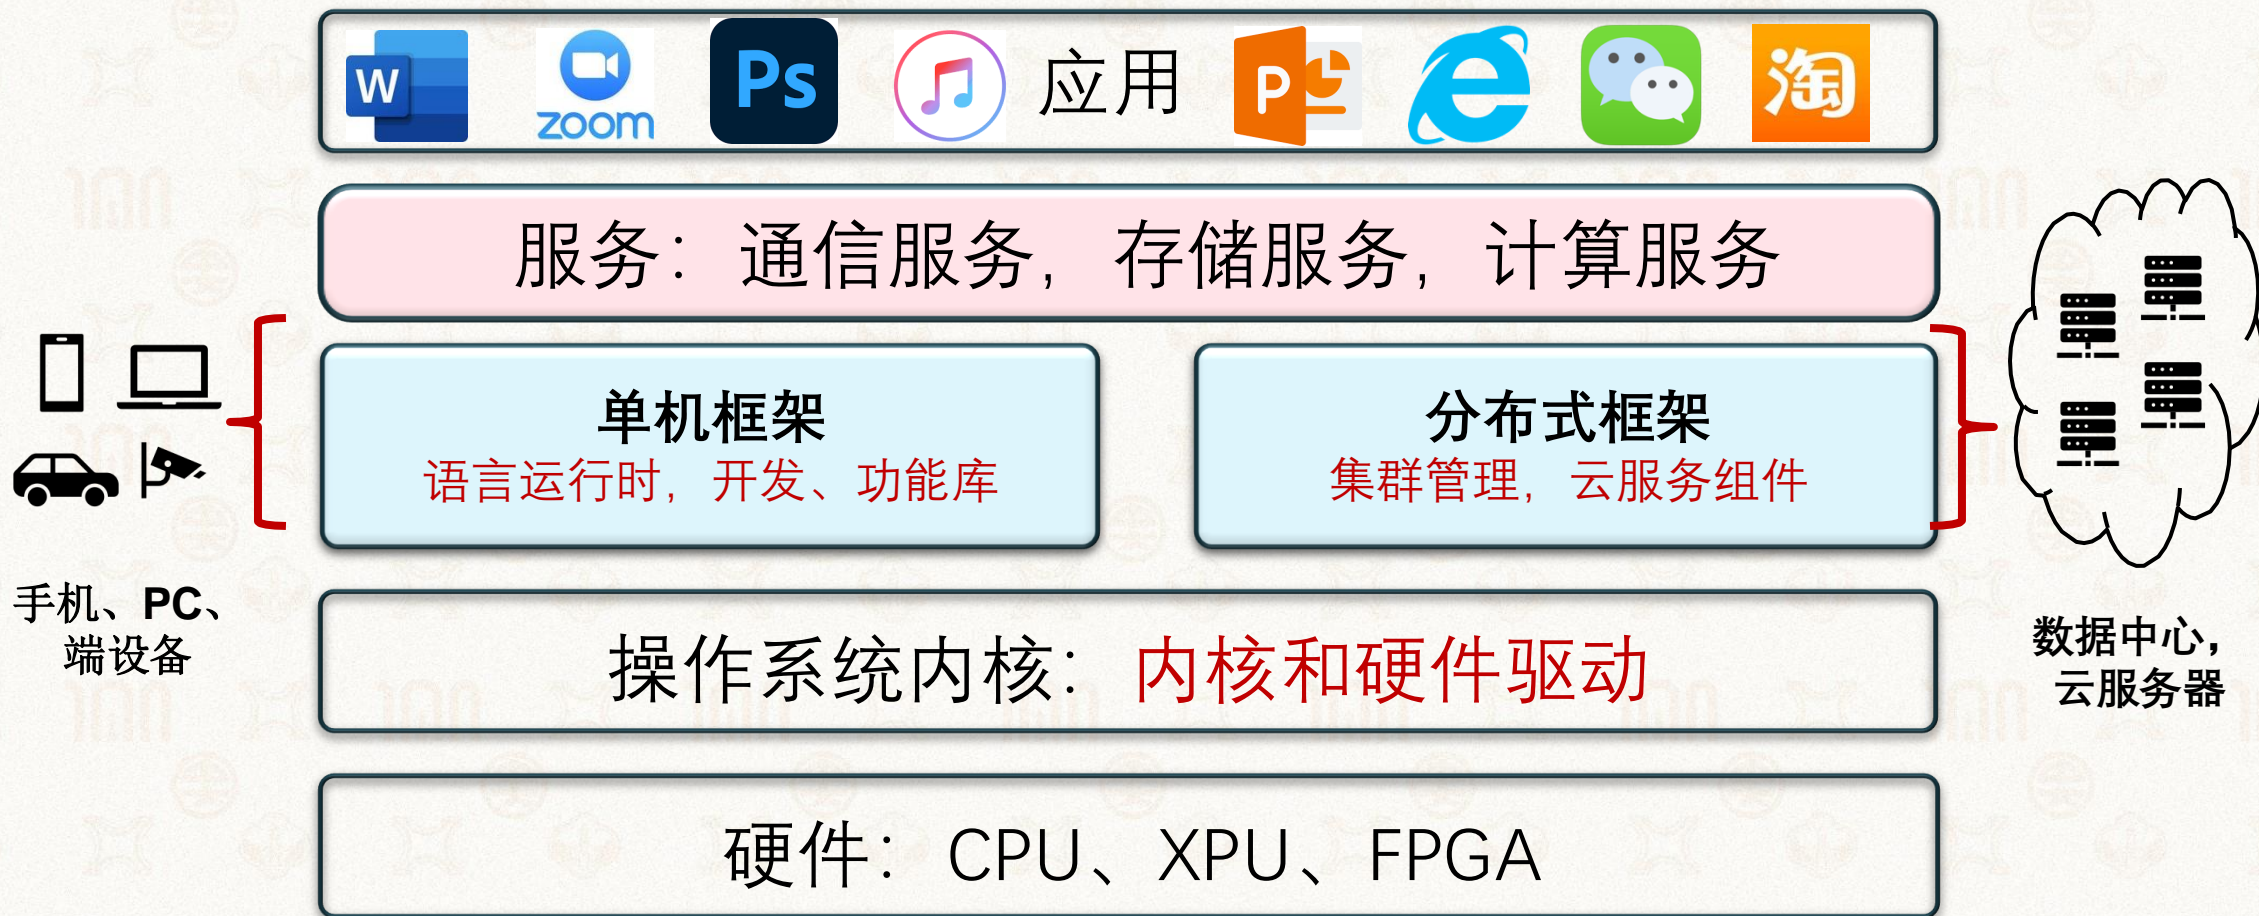 W
zoom
Ps
应用
P
淘
服务：通信服务，存储服务，计算服务
单机框架
语言运行时，开发、功能库
分布式框架
集群管理，云服务组件
手机、PC、
端设备
操作系统内核：内核和硬件驱动
数据中心，
云服务器
硬件：CPU、XPU、FPGA